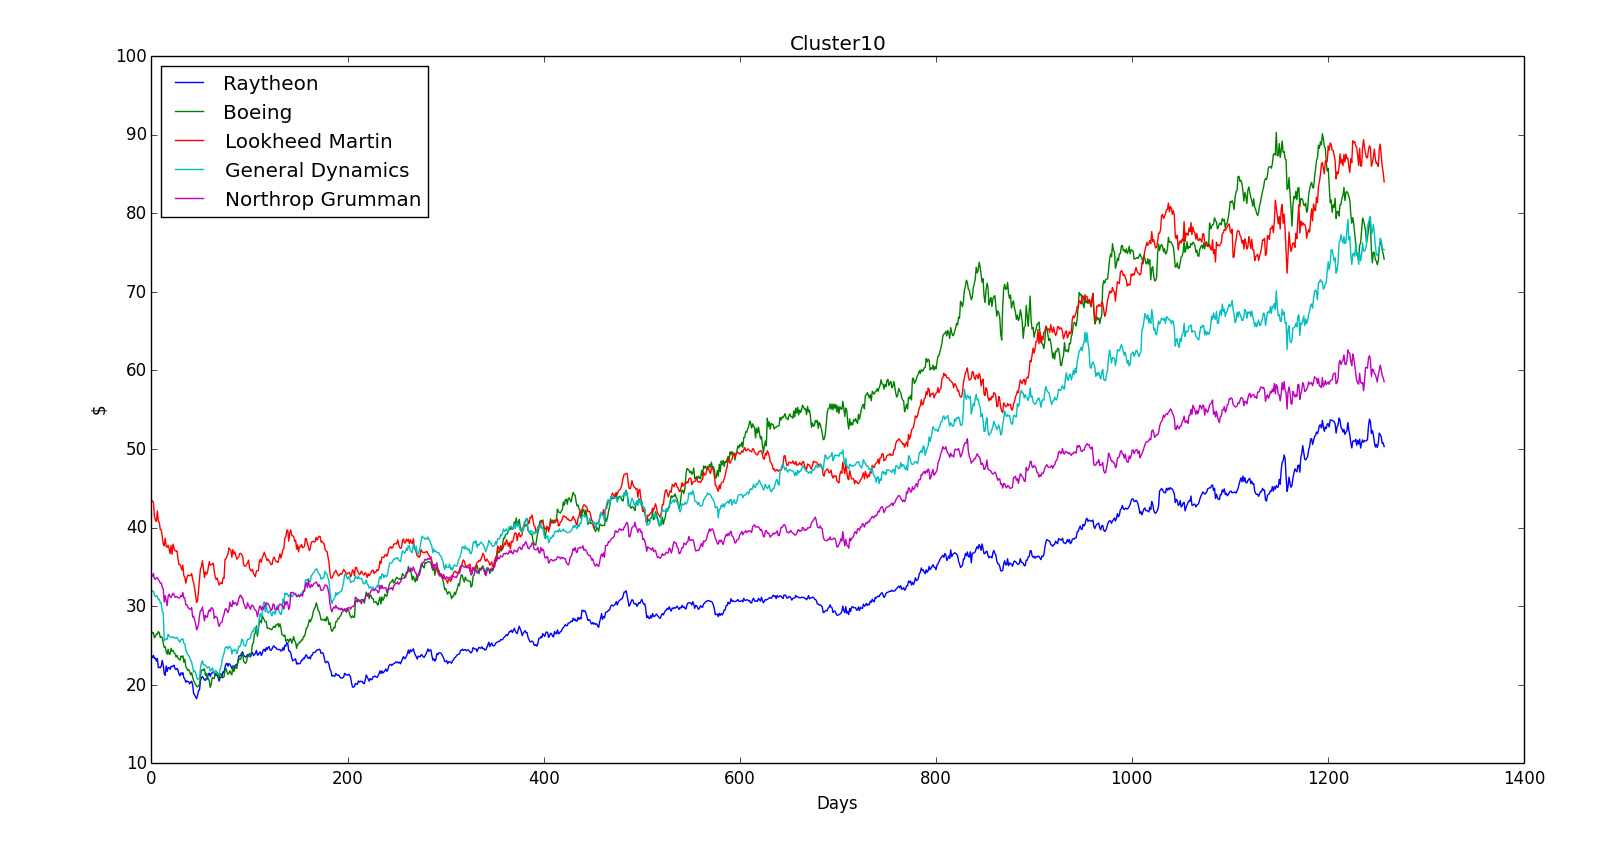 Cluster10
100
90
80
70
60
50
40
30
20
10
$
Raytheon
Boeing
Lookheed Martin
General Dynamics
Northrop Grumman
0 200 400 600 800 1000 1200 1400
Days